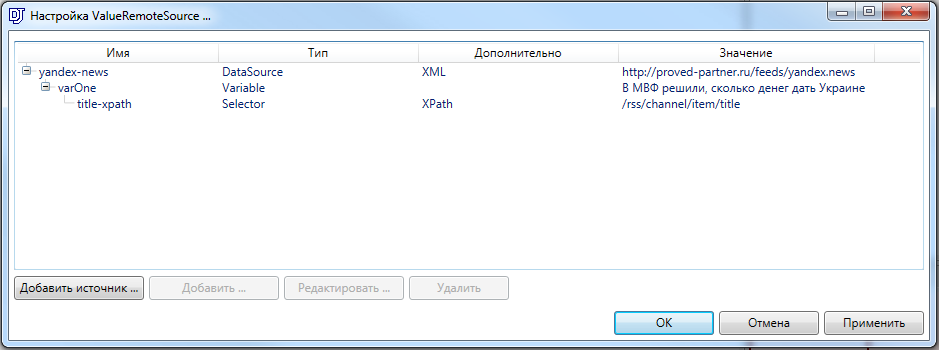 DJ Настройка ValueRemoteSource ...
Имя Тип Дополнительно Значение
yandex-news DataSource XML http://proved-partner.ru/feeds/yandex.news
varOne Variable В МВФ решили, сколько денег дать Украине
title-xpath Selector XPath /rss/channel/item/title
Добавить источник ... Добавить ... Редактировать ... Удалить
OK Отмена Применить